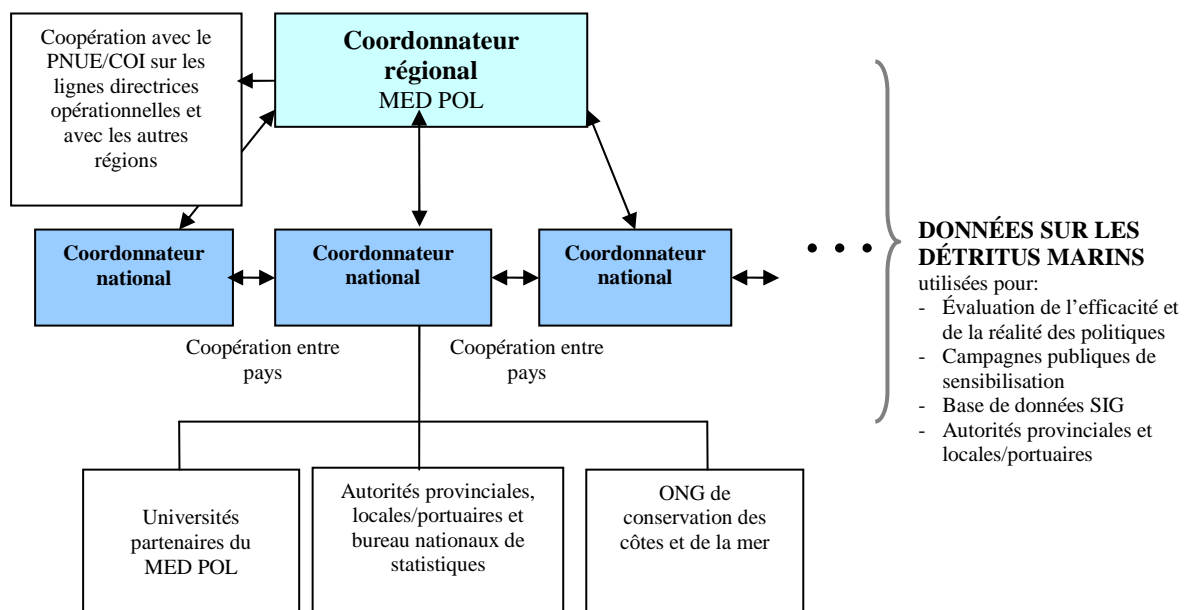 Coopération avec le
PNUE/COI sur les
lignes directrices
opérationnelles et
avec les autres
régions
Coordonnateur
régional
MED POL
Coordonnateur
national
Coordonnateur
national
Coordonnateur
national
• • •
Coopération entre
pays
Coopération entre
pays
Universités
partenaires du
MED POL
Autorités provinciales,
locales/portuaires et
bureau nationaux de
statistiques
ONG de
conservation des
côtes et de la mer
DONNÉES SUR LES
DÉTRITUS MARINS
utilisées pour:
- Évaluation de l’efficacité et
de la réalité des politiques
- Campagnes publiques de
sensibilisation
- Base de données SIG
- Autorités provinciales et
locales/portuaires